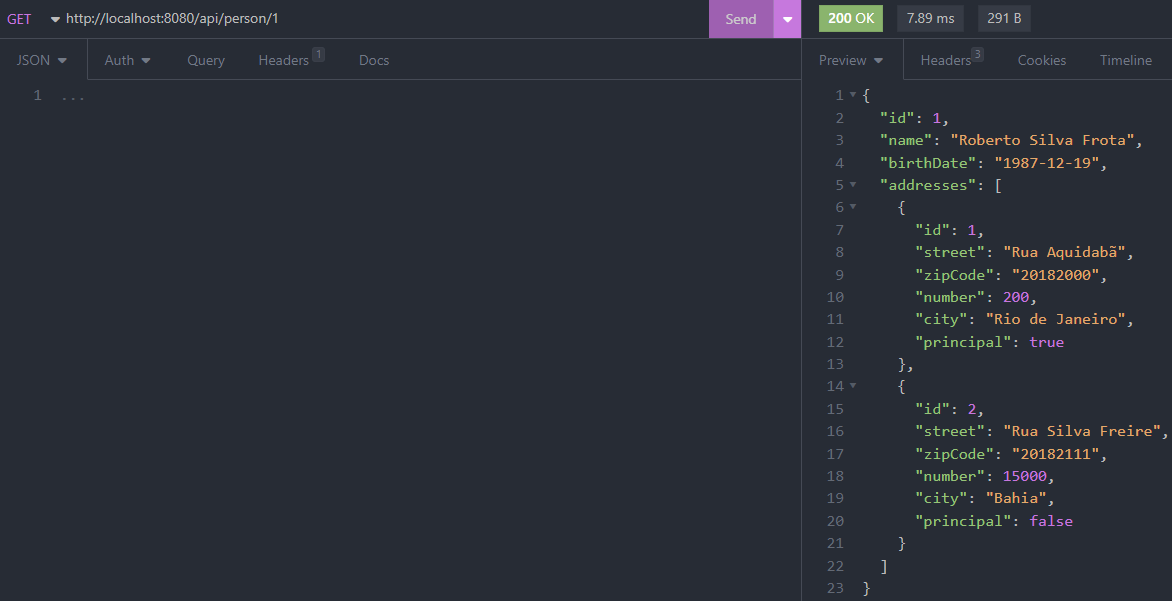 GET http://localhost:8080/api/person/1 Send 200 OK 7.89 ms 291 B
JSON Auth Query Headers 1 Docs Preview Headers 3 Cookies Timeline
1 ...
1 {
2 "id": 1,
3 "name": "Roberto Silva Frota",
4 "birthDate": "1987-12-19",
5 "addresses": [
6 {
7 "id": 1,
8 "street": "Rua Aquidabã",
9 "zipCode": "20182000",
10 "number": 200,
11 "city": "Rio de Janeiro",
12 "principal": true
13 },
14 {
15 "id": 2,
16 "street": "Rua Silva Freire",
17 "zipCode": "20182111",
18 "number": 15000,
19 "city": "Bahia",
20 "principal": false
21 }
22 ]
23 }